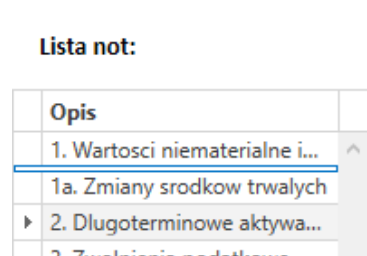 Lista not:
Opis
1. Wartosci niematerialne i...
1a. Zmiany srodkow trwalych
2. Dlugoterminowe aktywa...